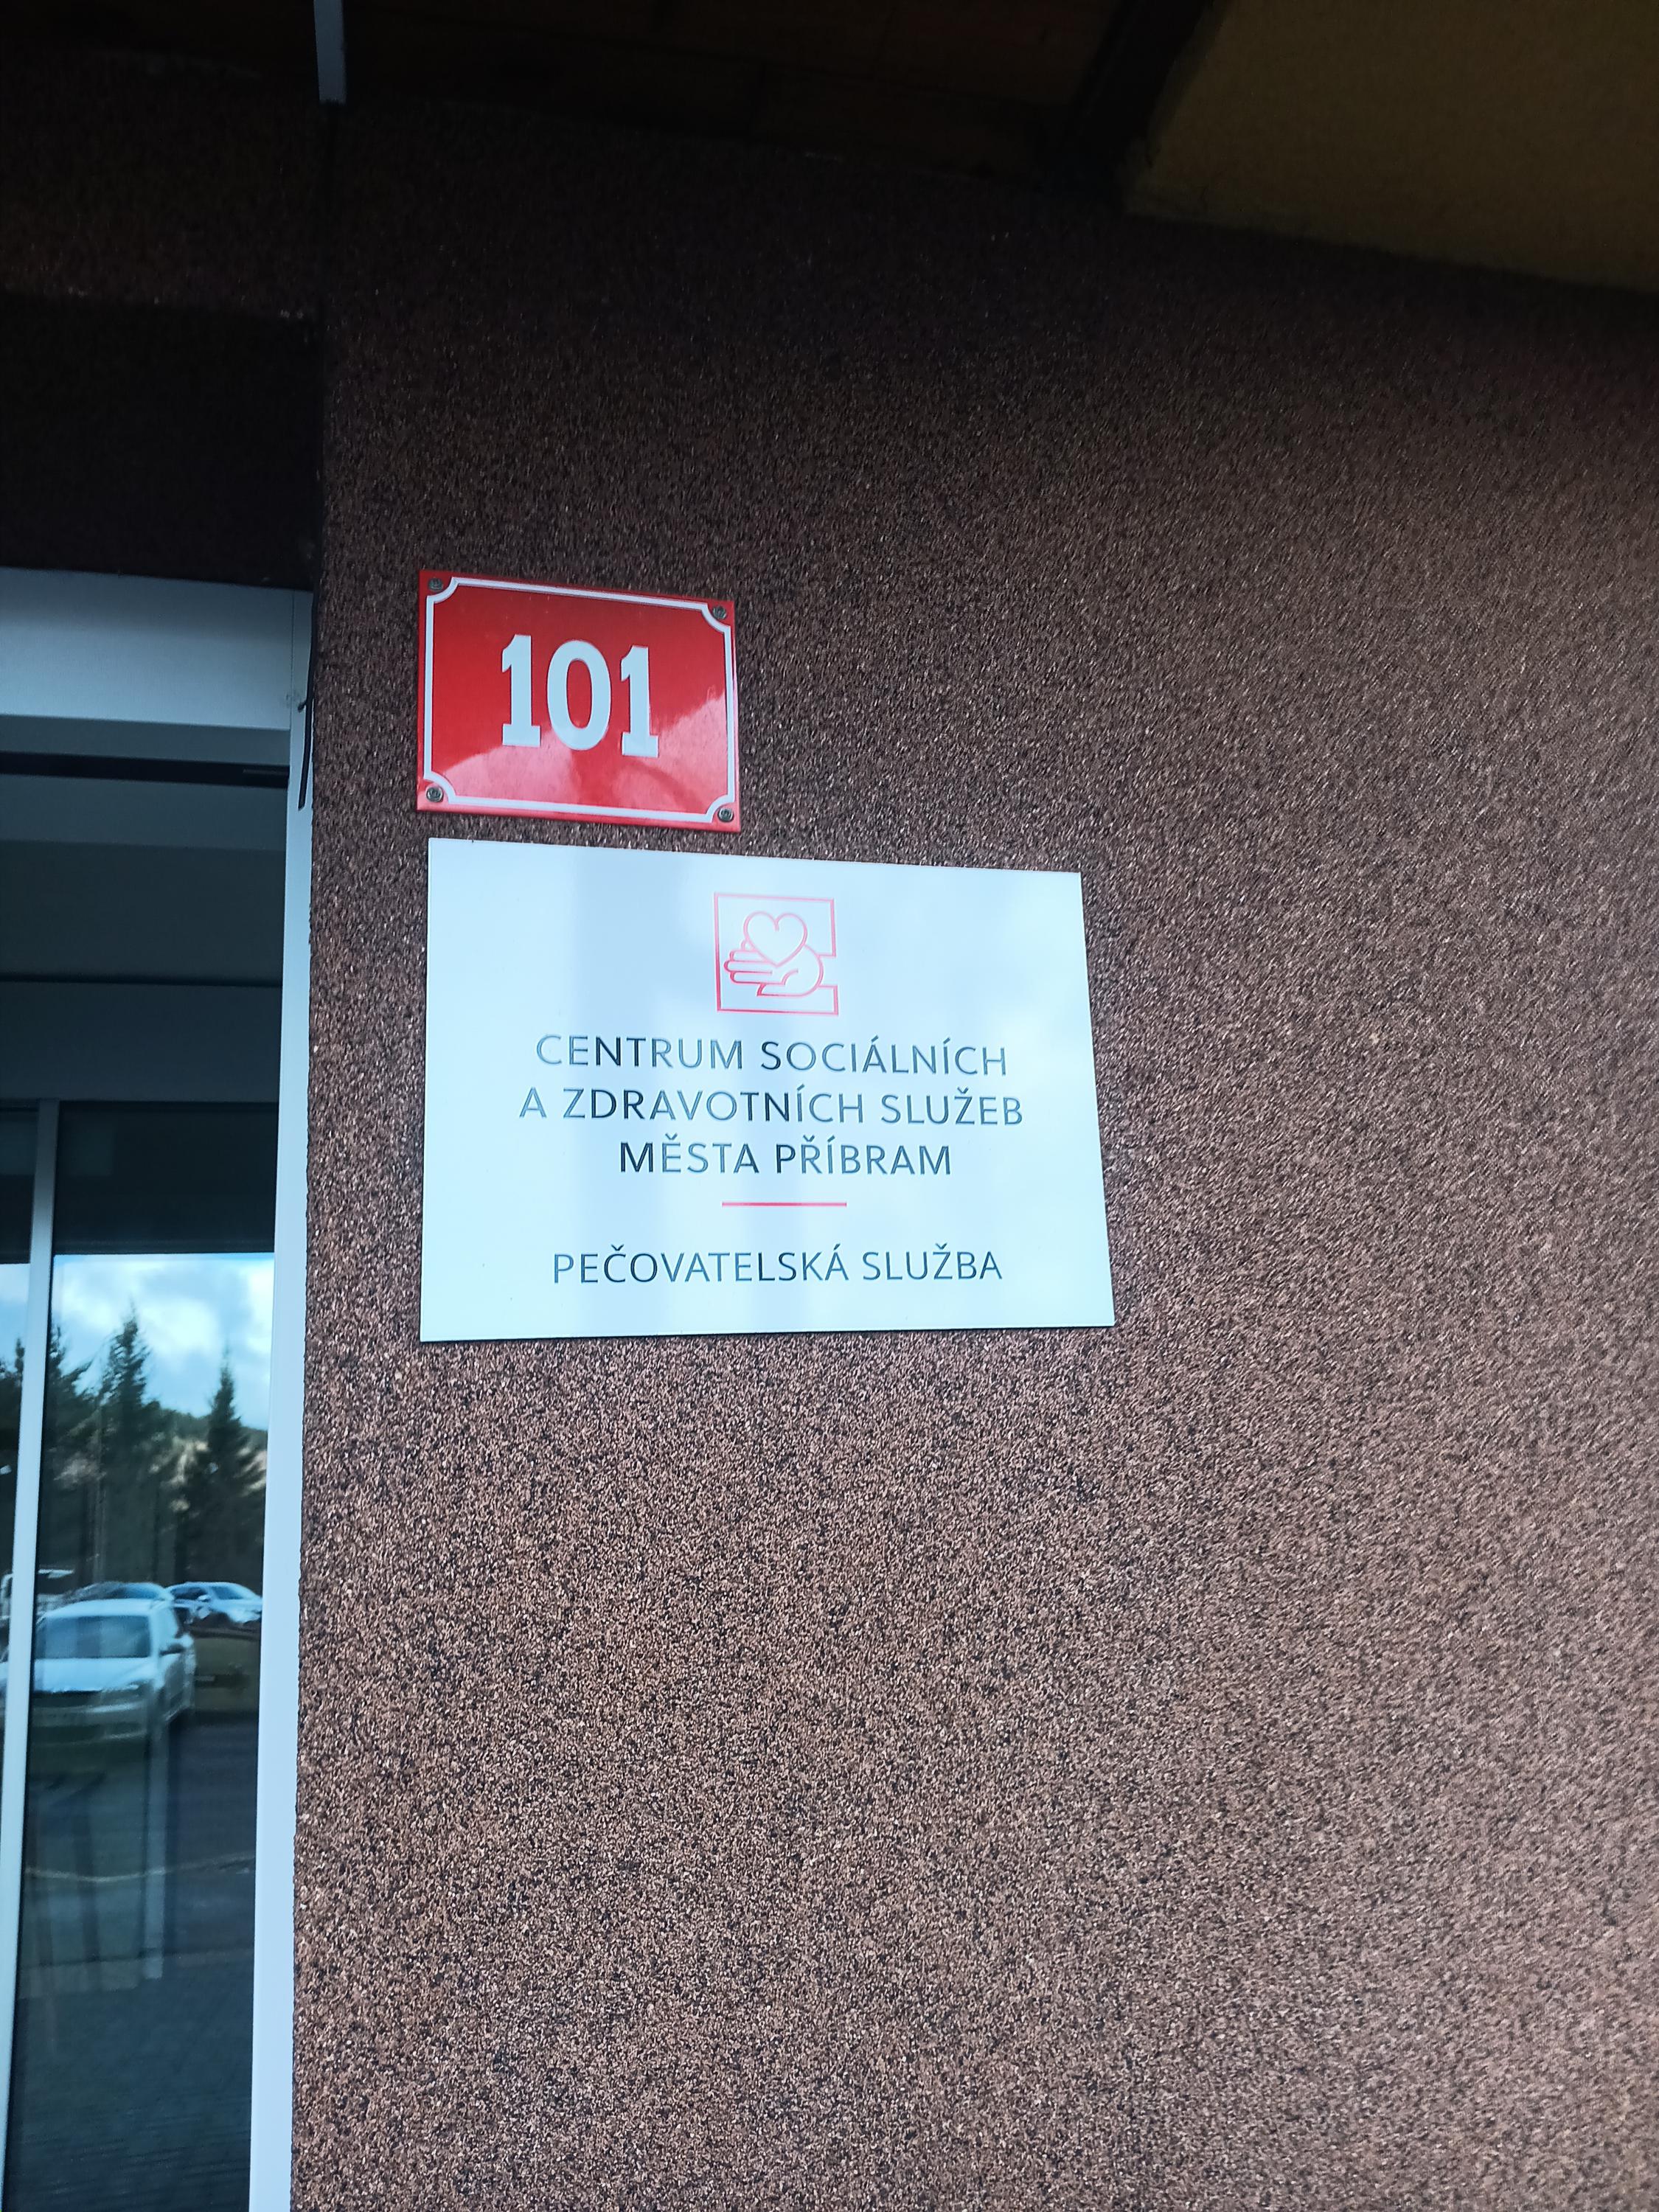 101
CENTRUM SOCIÁLNÍCH
A ZDRAVOTNÍCH SLUŽEB
MĚSTA PŘÍBRAM
PEČOVATELSKÁ SLUŽBA